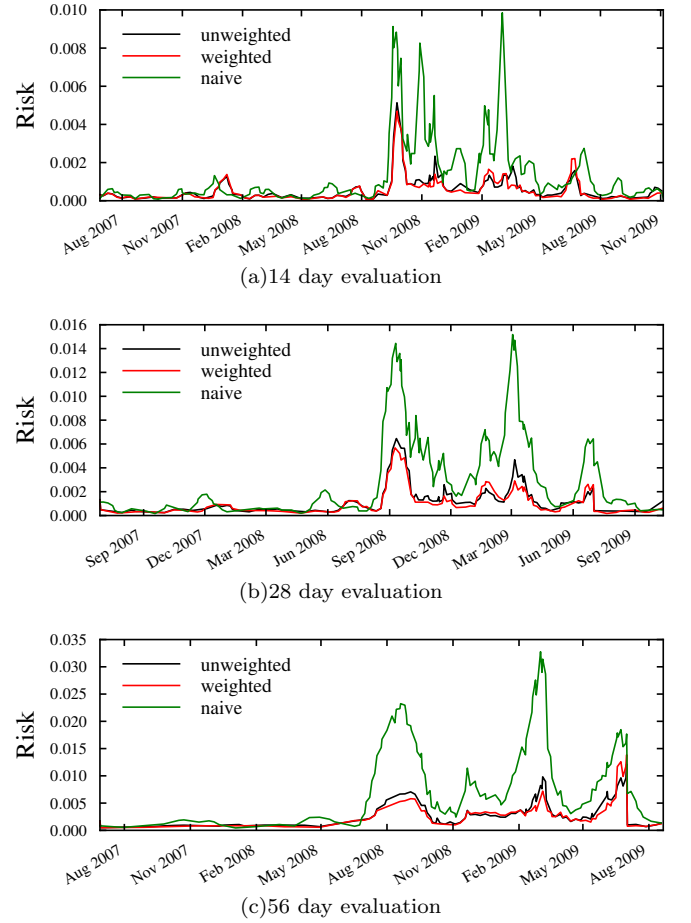 0.010
0.008
0.006
0.004
0.002
0.000
Risk
unweighted
weighted
naive
Aug 2007
Nov 2007
Feb 2008
May 2008
Aug 2008
Nov 2008
Feb 2009
May 2009
Aug 2009
Nov 2009
(a)14 day evaluation
0.016
0.014
0.012
0.010
0.008
0.006
0.004
0.002
0.000
Risk
unweighted
weighted
naive
Sep 2007
Dec 2007
Mar 2008
Jun 2008
Sep 2008
Dec 2008
Mar 2009
Jun 2009
Sep 2009
(b)28 day evaluation
0.035
0.030
0.025
0.020
0.015
0.010
0.005
0.000
Risk
unweighted
weighted
naive
Aug 2007
Nov 2007
Feb 2008
May 2008
Aug 2008
Nov 2008
Feb 2009
May 2009
Aug 2009
(c)56 day evaluation